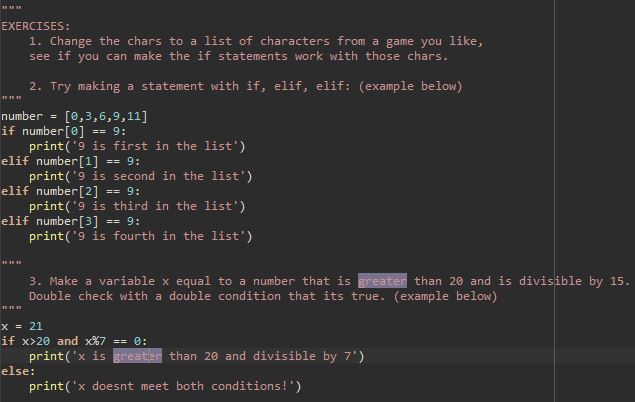 """
EXERCISES:
    1. Change the chars to a list of characters from a game you like,
    see if you can make the if statements work with those chars.
    2. Try making a statement with if, elif, elif: (example below)
"""
number = [0,3,6,9,11]
if number[0] == 9:
    print('9 is first in the list')
elif number[1] == 9:
    print('9 is second in the list')
elif number[2] == 9:
    print('9 is third in the list')
elif number[3] == 9:
    print('9 is fourth in the list')
"""
    3. Make a variable x equal to a number that is greater than 20 and is divisible by 15.
    Double check with a double condition that its true. (example below)
"""
x = 21
if x>20 and x%7 == 0:
    print('x is greater than 20 and divisible by 7')
else:
    print('x doesnt meet both conditions!')